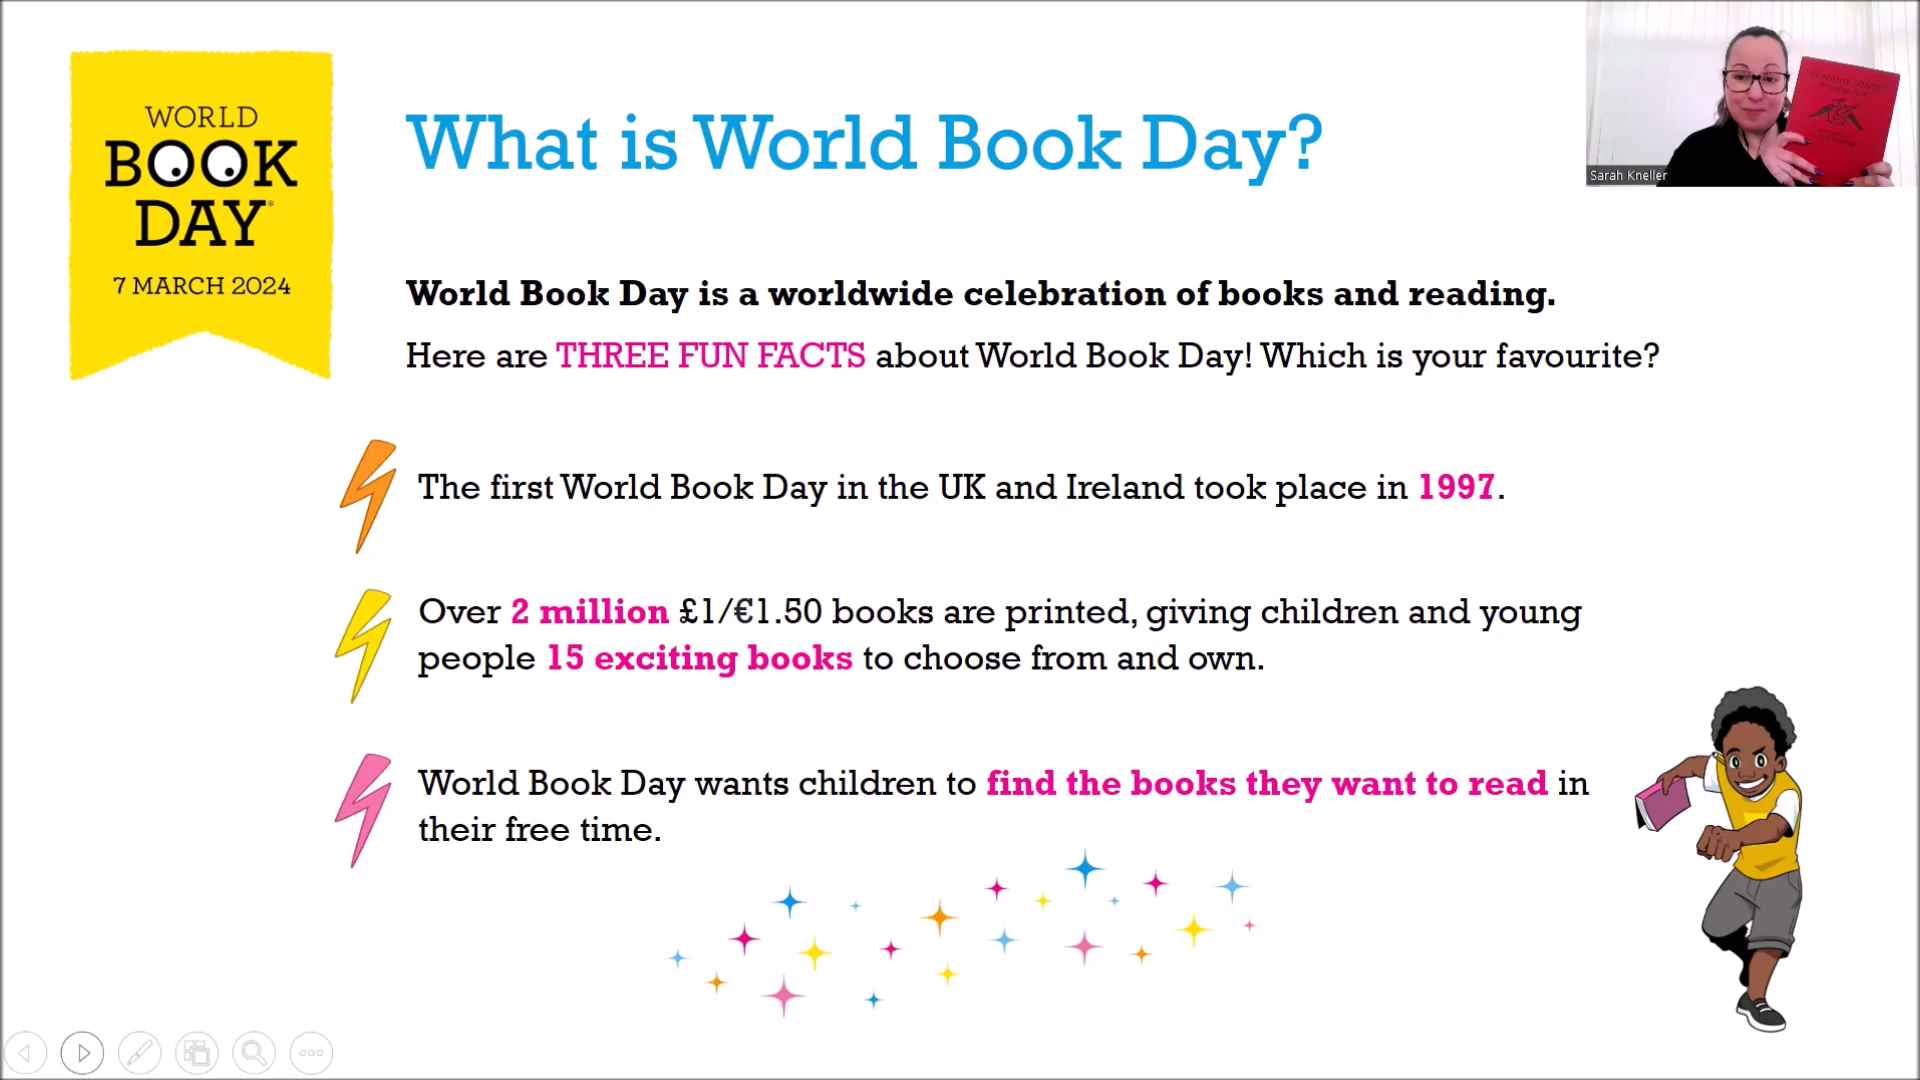 WORLD
BOOK
DAY®
7 MARCH 2024
What is World Book Day?
NONSENSE SONGS
Sarah Kneller
World Book Day is a worldwide celebration of books and reading.
Here are THREE FUN FACTS about World Book Day! Which is your favourite?
The first World Book Day in the UK and Ireland took place in 1997.
Over 2 million £1/€1.50 books are printed, giving children and young
people 15 exciting books to choose from and own.
World Book Day wants children to find the books they want to read in
their free time.